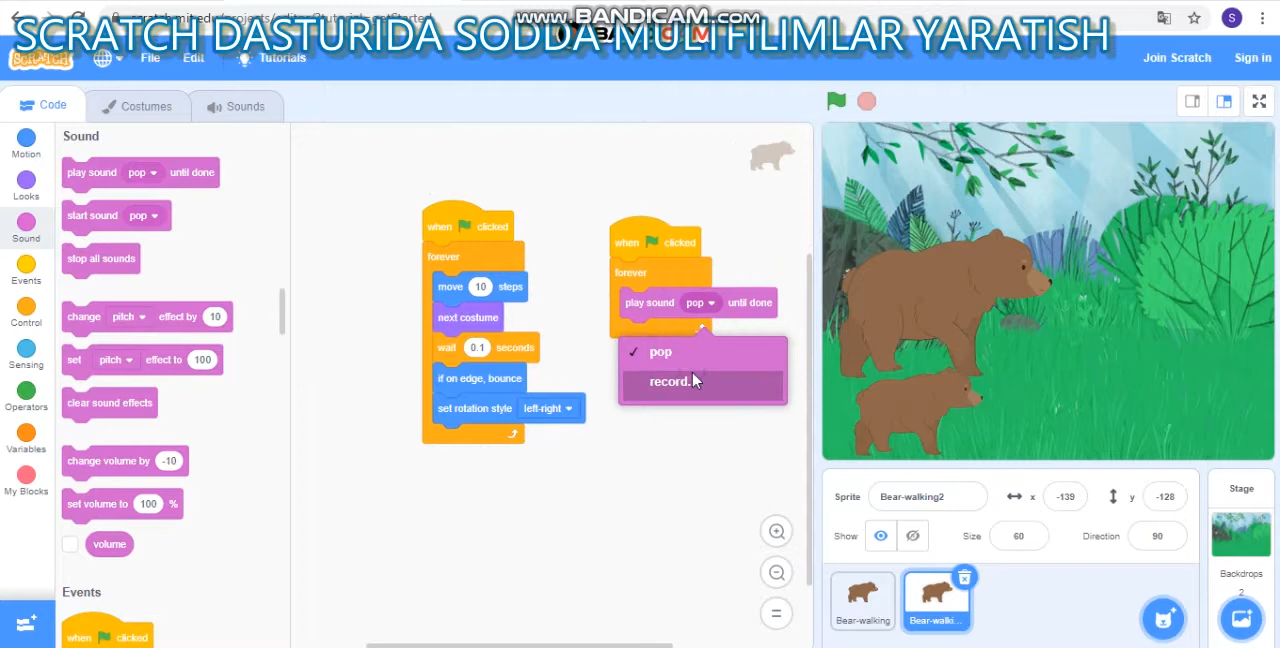 www.BANDICAM.com
SCRATCH DASTURIDA SODDA MULTFILIMLAR YARATISH
SCRATCH
File
Edit
Tutorials
Join Scratch
Sign in
Code
Costumes
Sounds
Motion
Looks
Sound
Events
Control
Sensing
Operators
Variables
My Blocks
Sound
play sound pop until done
start sound pop
stop all sounds
change pitch effect by 10
set pitch effect to 100
clear sound effects
change volume by -10
set volume to 100 %
volume
Events
when clicked
when clicked
forever
move 10 steps
next costume
wait 0.1 seconds
if on edge, bounce
set rotation style left-right
when clicked
forever
play sound pop until done
✓ pop
record...
Sprite Bear-walking2 x -139 y -128
Show Size 60 Direction 90
Bear-walking
Bear-walki...
Stage
Backdrops
2
S